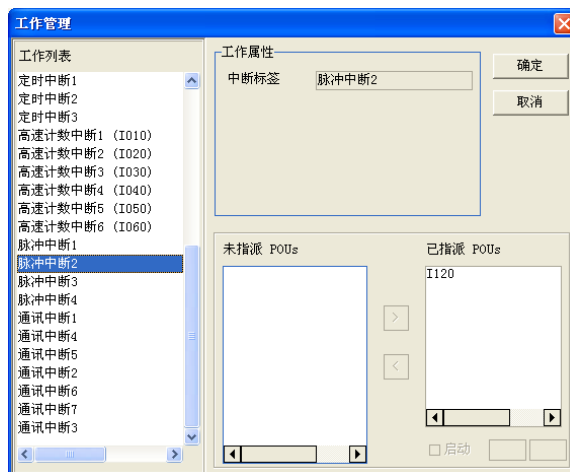 工作管理
工作列表
定时中断1
定时中断2
定时中断3
高速计数中断1 (I010)
高速计数中断2 (I020)
高速计数中断3 (I030)
高速计数中断4 (I040)
高速计数中断5 (I050)
高速计数中断6 (I060)
脉冲中断1
脉冲中断2
脉冲中断3
脉冲中断4
通讯中断1
通讯中断4
通讯中断5
通讯中断2
通讯中断6
通讯中断7
通讯中断3
工作属性
中断标签 脉冲中断2
确定
取消
未指派 POUs
已指派 POUs
I120
>
<
启动